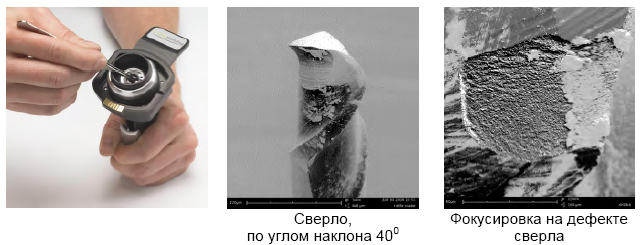 Сверло,
по углом наклона 40⁰
Фокусировка на дефекте
сверла